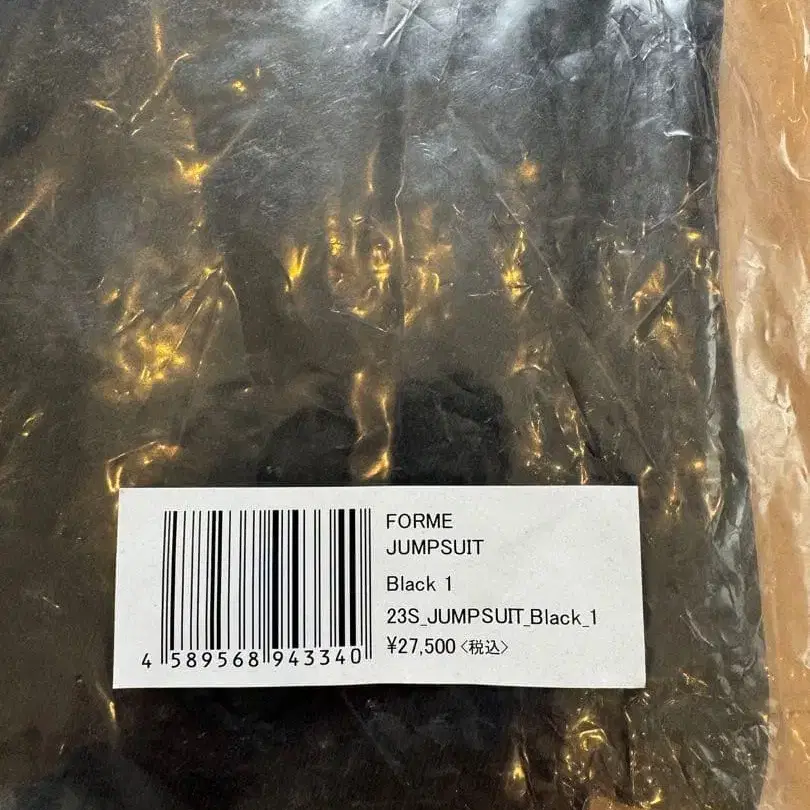 FORME
JUMPSUIT
Black 1
23S_JUMPSUIT_Black_1
¥27,500<税込>
4 589568 943340